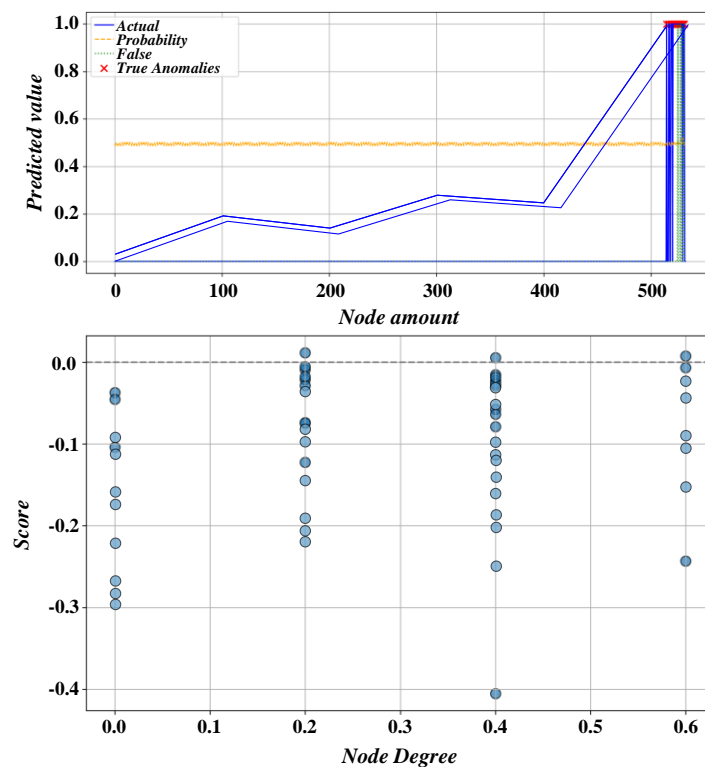 1.0
0.8
0.6
0.4
0.2
0.0
Predicted value
Actual
Probability
False
True Anomalies
0 100 200 300 400 500
Node amount
0.0
-0.1
-0.2
-0.3
-0.4
Score
0.0 0.1 0.2 0.3 0.4 0.5 0.6
Node Degree